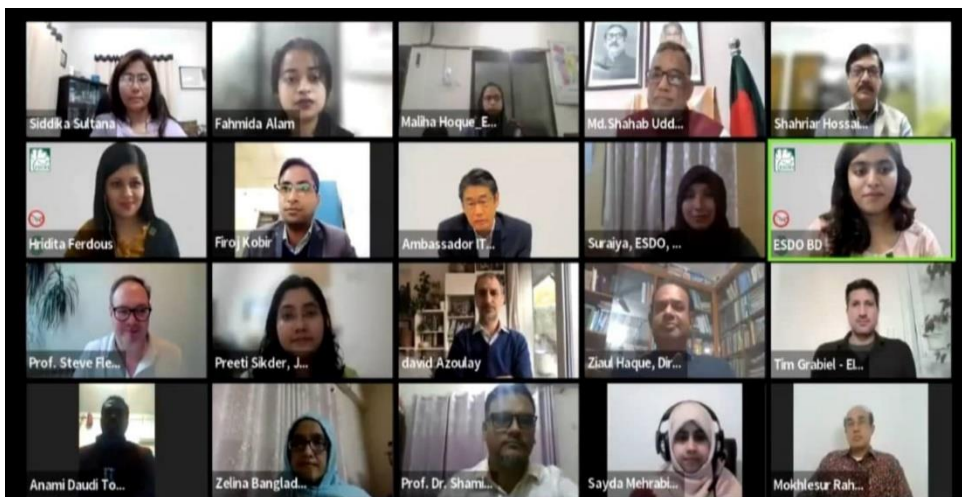 Siddika Sultana
Fahmida Alam
Maliha Hoque_E...
Md.Shahab Udd...
Shahriar Hossai...
Hridita Ferdous
Firoj Kobir
Ambassador IT...
Suraiya, ESDO, ...
ESDO BD
Prof. Steve Fle...
Preeti Sikder, J...
david Azoulay
Ziaul Haque, Dir...
Tim Grabiel - El...
Anami Daudi To...
Zelina Banglad...
Prof. Dr. Shami...
Sayda Mehrabi...
Mokhlesur Rah...